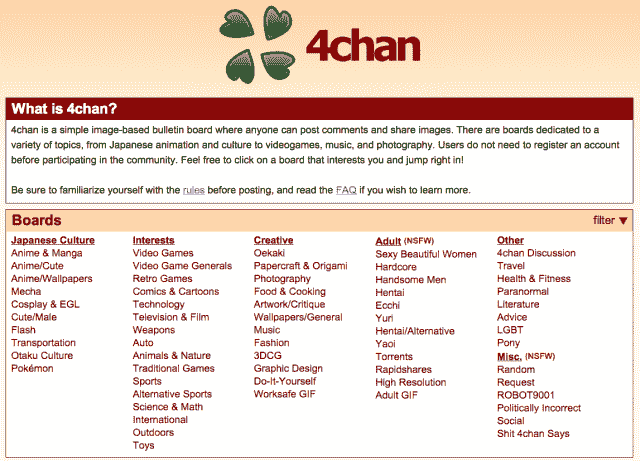 4chan
What is 4chan?
4chan is a simple image-based bulletin board where anyone can post comments and share images. There are boards dedicated to a
variety of topics, from Japanese animation and culture to videogames, music, and photography. Users do not need to register an account
before participating in the community. Feel free to click on a board that interests you and jump right in!
Be sure to familiarize yourself with the rules before posting, and read the FAQ if you wish to learn more.
Boards
filter ▼
Japanese Culture
Anime & Manga
Anime/Cute
Anime/Wallpapers
Mecha
Cosplay & EGL
Cute/Male
Flash
Transportation
Otaku Culture
Pokémon
Interests
Video Games
Video Game Generals
Retro Games
Comics & Cartoons
Technology
Television & Film
Weapons
Auto
Animals & Nature
Traditional Games
Sports
Alternative Sports
Science & Math
International
Outdoors
Toys
Creative
Oekaki
Papercraft & Origami
Photography
Food & Cooking
Artwork/Critique
Wallpapers/General
Music
Fashion
3DCG
Graphic Design
Do-It-Yourself
Worksafe GIF
Adult (NSFW)
Sexy Beautiful Women
Hardcore
Handsome Men
Hentai
Ecchi
Yuri
Hentai/Alternative
Yaoi
Torrents
Rapidshares
High Resolution
Adult GIF
Other
4chan Discussion
Travel
Health & Fitness
Paranormal
Literature
Advice
LGBT
Pony
Misc. (NSFW)
Random
Request
ROBOT9001
Politically Incorrect
Social
Shit 4chan Says